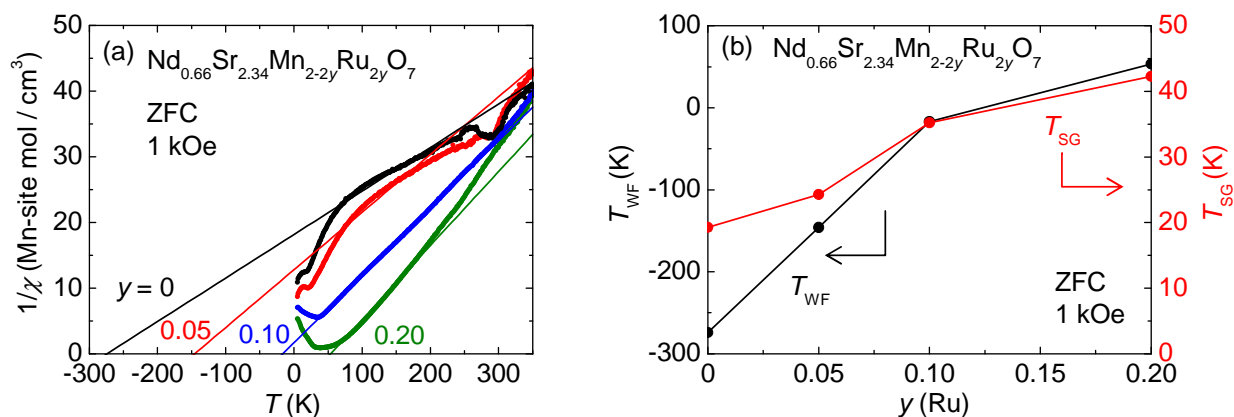 (a) Nd0.66Sr2.34Mn2-2yRu2yO7
ZFC
1 kOe
y = 0
0.05
0.10
0.20
50
40
30
20
10
0
-300 -200 -100 0 100 200 300
T (K)
1/χ (Mn-site mol / cm3)
(b) Nd0.66Sr2.34Mn2-2yRu2yO7
TSG
TWF
ZFC
1 kOe
100
0
-100
-200
-300
TWF (K)
50
40
30
20
10
0
TSG (K)
0 0.05 0.10 0.15 0.20
y (Ru)